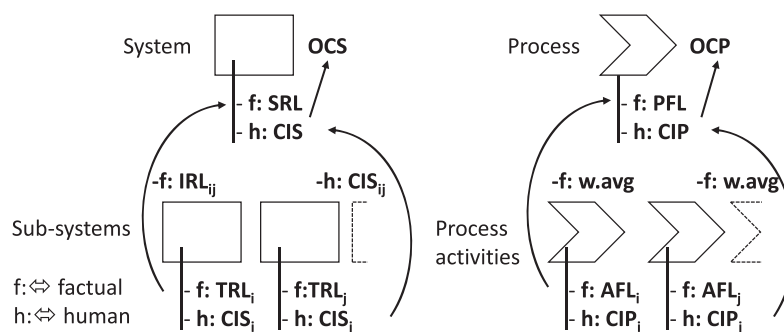 System
OCS
- f: SRL
- h: CIS
-f: IRLij
-h: CISij
Sub-systems
- f: TRLi
- h: CISi
- f:TRLj
- h: CISj
f:⇔ factual
h:⇔ human
Process
OCP
- f: PFL
- h: CIP
-f: w.avg
-f: w.avg
Process
activities
- f: AFLi
- h: CIPi
- f: AFLj
- h: CIPj